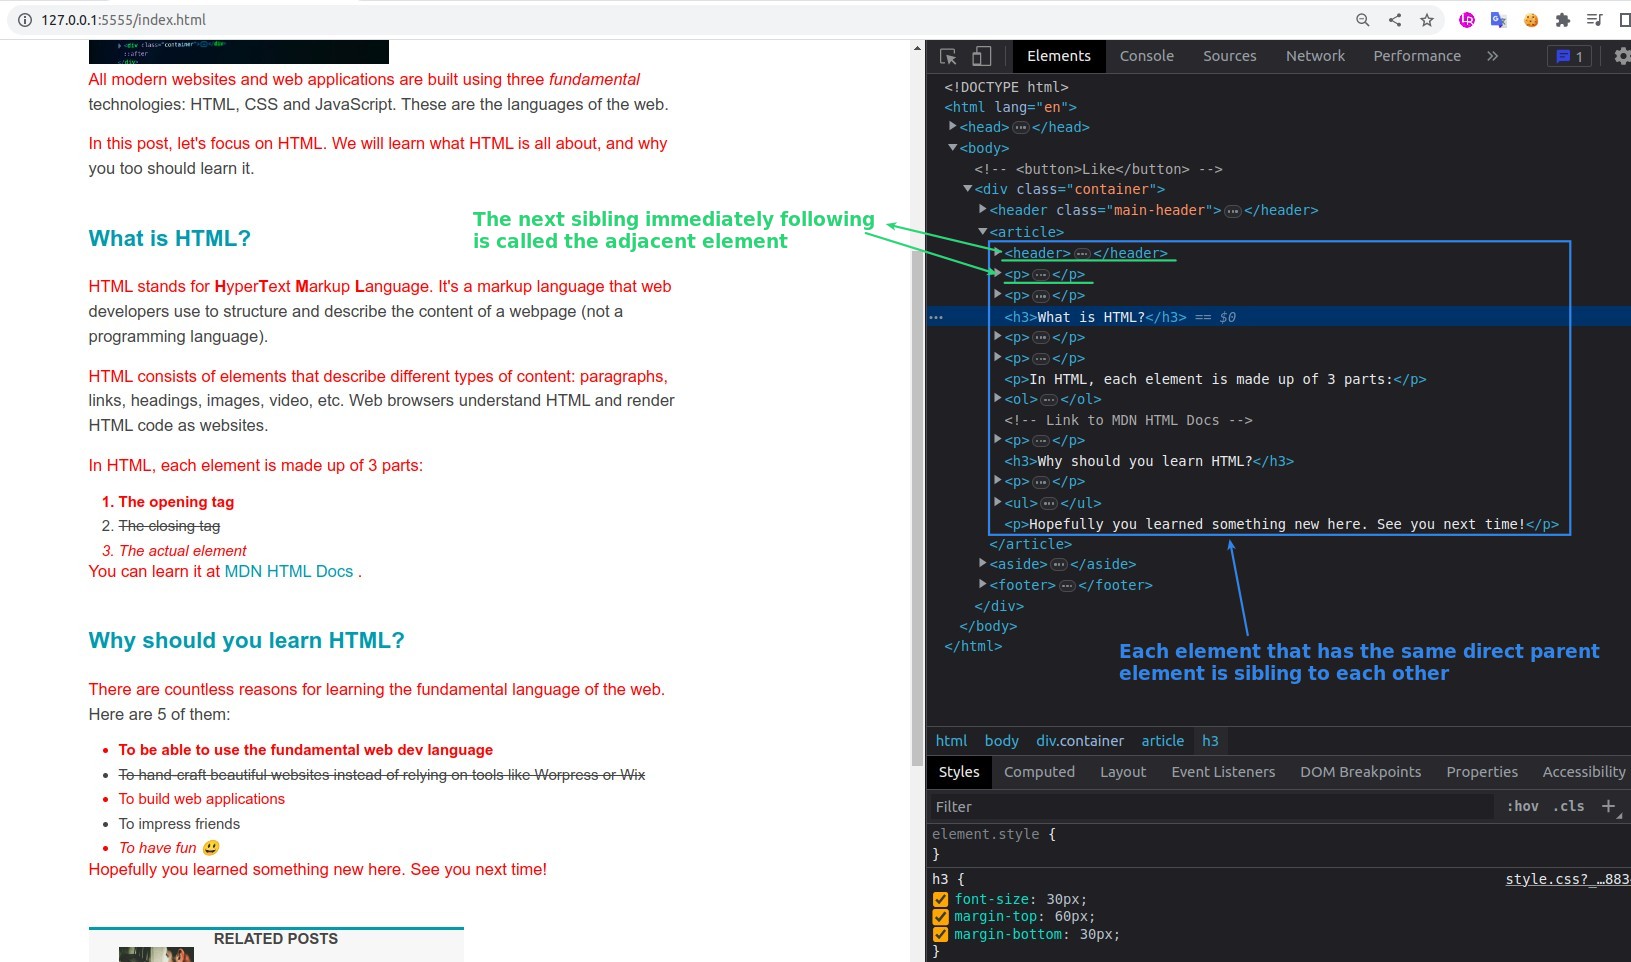 127.0.0.1:5555/index.html
<div class="container"></div>
::after
</div>
All modern websites and web applications are built using three fundamental
technologies: HTML, CSS and JavaScript. These are the languages of the web.
In this post, let's focus on HTML. We will learn what HTML is all about, and why
you too should learn it.
What is HTML?
HTML stands for HyperText Markup Language. It's a markup language that web
developers use to structure and describe the content of a webpage (not a
programming language).
HTML consists of elements that describe different types of content: paragraphs,
links, headings, images, video, etc. Web browsers understand HTML and render
HTML code as websites.
In HTML, each element is made up of 3 parts:
1. The opening tag
2. The closing tag
3. The actual element
You can learn it at MDN HTML Docs .
Why should you learn HTML?
There are countless reasons for learning the fundamental language of the web.
Here are 5 of them:
• To be able to use the fundamental web dev language
• To hand-craft beautiful websites instead of relying on tools like Worpress or Wix
• To build web applications
• To impress friends
• To have fun 😃
Hopefully you learned something new here. See you next time!
RELATED POSTS
The next sibling immediately following
is called the adjacent element
Elements Console Sources Network Performance » 1
<!DOCTYPE html>
<html lang="en">
<head>…</head>
<body>
<!-- <button>Like</button> -->
<div class="container">
<header class="main-header">…</header>
<article>
<header>…</header>
<p>…</p>
<p>…</p>
… <h3>What is HTML?</h3> == $0
<p>…</p>
<p>…</p>
<p>In HTML, each element is made up of 3 parts:</p>
<ol>…</ol>
<!-- Link to MDN HTML Docs -->
<p>…</p>
<h3>Why should you learn HTML?</h3>
<p>…</p>
<ul>…</ul>
<p>Hopefully you learned something new here. See you next time!</p>
</article>
<aside>…</aside>
<footer>…</footer>
</div>
</body>
</html>
Each element that has the same direct parent
element is sibling to each other
html body div.container article h3
Styles Computed Layout Event Listeners DOM Breakpoints Properties Accessibility
Filter :hov .cls +
element.style {
}
h3 { style.css?_…883
font-size: 30px;
margin-top: 60px;
margin-bottom: 30px;
}